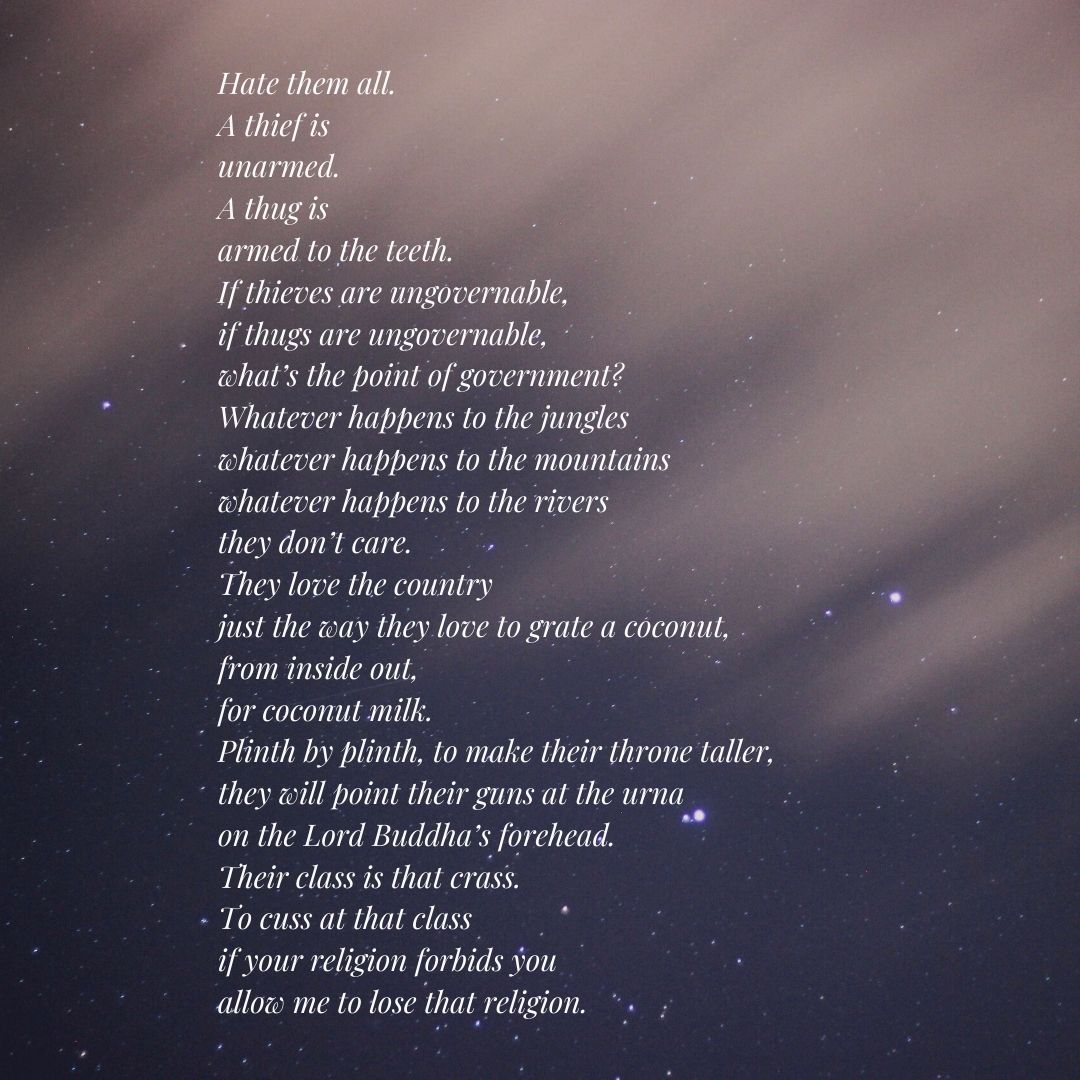 Hate them all.
A thief is
unarmed.
A thug is
armed to the teeth.
If thieves are ungovernable,
if thugs are ungovernable,
what’s the point of government?
Whatever happens to the jungles
whatever happens to the mountains
whatever happens to the rivers
they don’t care.
They love the country
just the way they love to grate a coconut,
from inside out,
for coconut milk.
Plinth by plinth, to make their throne taller,
they will point their guns at the urna
on the Lord Buddha’s forehead.
Their class is that crass.
To cuss at that class
if your religion forbids you
allow me to lose that religion.